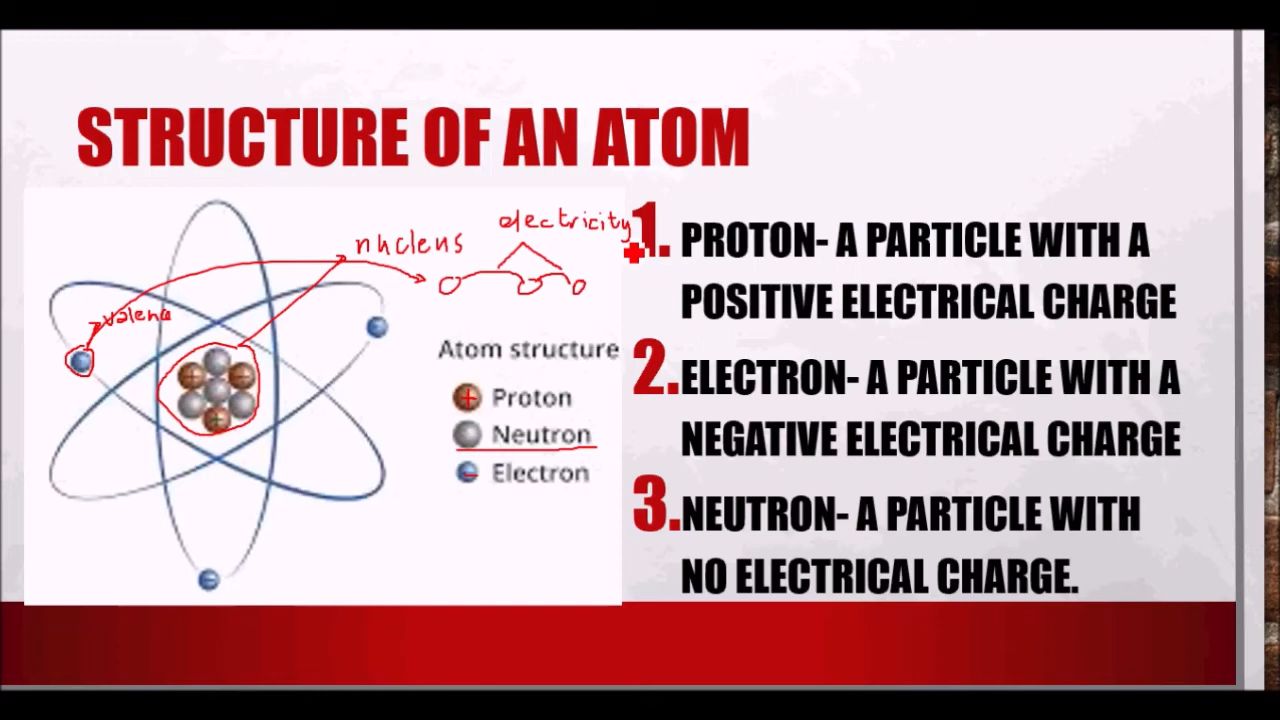 STRUCTURE OF AN ATOM
electricity
nucleus
valence
Atom structure
+ Proton
Neutron
- Electron
1. PROTON- A PARTICLE WITH A
POSITIVE ELECTRICAL CHARGE
2. ELECTRON- A PARTICLE WITH A
NEGATIVE ELECTRICAL CHARGE
3. NEUTRON- A PARTICLE WITH
NO ELECTRICAL CHARGE.